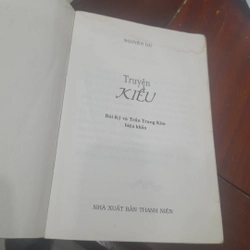 NGUYỄN DU
Truyện
KIỀU
Bùi Kỷ và Trần Trọng Kim
hiệu khảo
NHÀ XUẤT BẢN THANH NIÊN